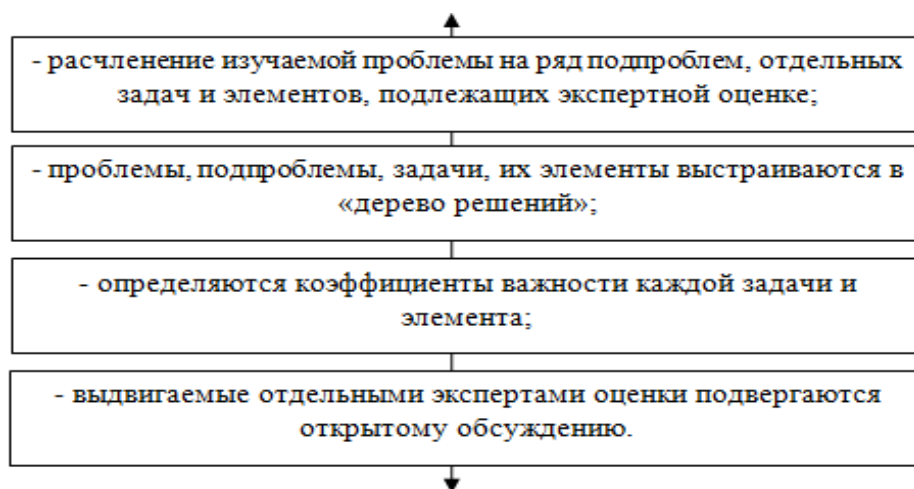 - расчленение изучаемой проблемы на ряд подпроблем, отдельных
задач и элементов, подлежащих экспертной оценке;
- проблемы, подпроблемы, задачи, их элементы выстраиваются в
«дерево решений»;
- определяются коэффициенты важности каждой задачи и
элемента;
- выдвигаемые отдельными экспертами оценки подвергаются
открытому обсуждению.